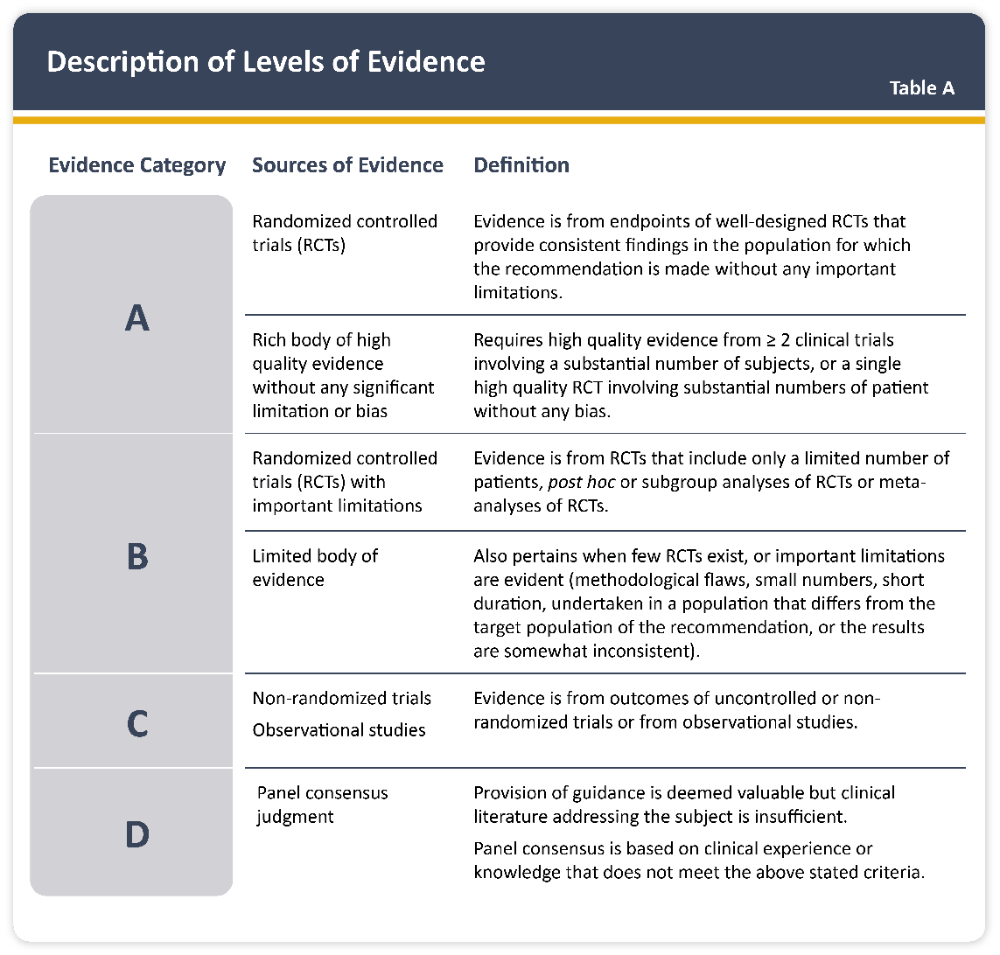 Description of Levels of Evidence
Table A
Evidence Category Sources of Evidence Definition
A
Randomized controlled
trials (RCTs)
Evidence is from endpoints of well-designed RCTs that
provide consistent findings in the population for which
the recommendation is made without any important
limitations.
Rich body of high
quality evidence
without any significant
limitation or bias
Requires high quality evidence from ≥ 2 clinical trials
involving a substantial number of subjects, or a single
high quality RCT involving substantial numbers of patient
without any bias.
B
Randomized controlled
trials (RCTs) with
important limitations
Evidence is from RCTs that include only a limited number of
patients, post hoc or subgroup analyses of RCTs or meta-
analyses of RCTs.
Limited body of
evidence
Also pertains when few RCTs exist, or important limitations
are evident (methodological flaws, small numbers, short
duration, undertaken in a population that differs from the
target population of the recommendation, or the results
are somewhat inconsistent).
C
Non-randomized trials
Observational studies
Evidence is from outcomes of uncontrolled or non-
randomized trials or from observational studies.
D
Panel consensus
judgment
Provision of guidance is deemed valuable but clinical
literature addressing the subject is insufficient.
Panel consensus is based on clinical experience or
knowledge that does not meet the above stated criteria.